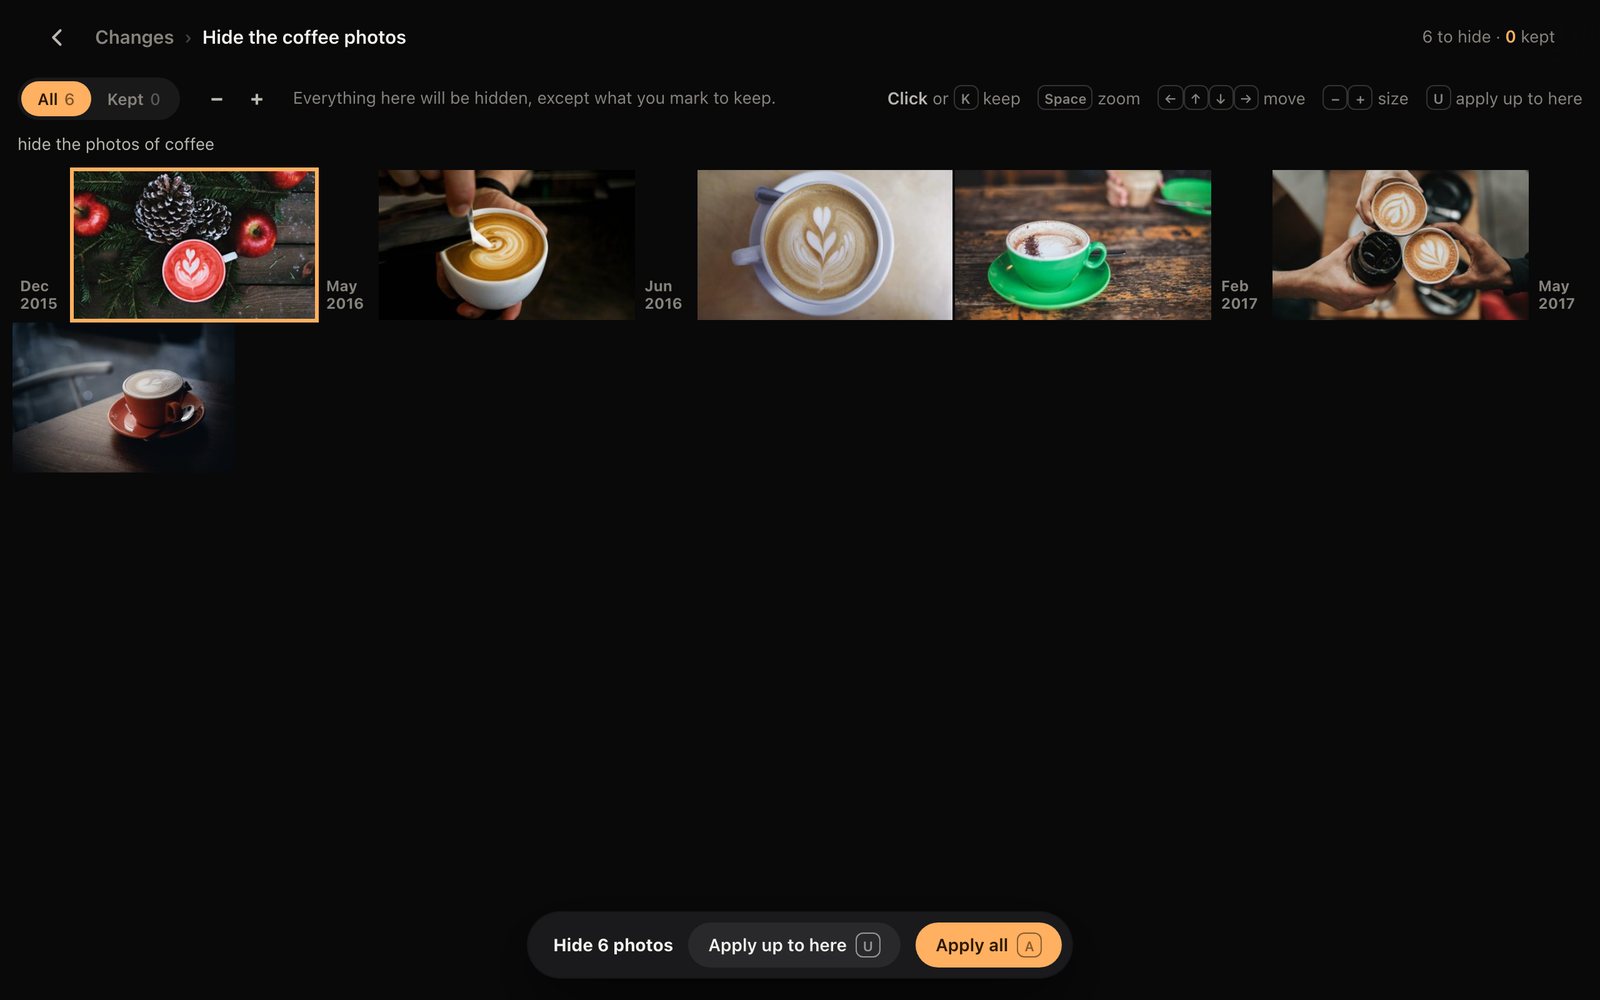 Changes › Hide the coffee photos
6 to hide · 0 kept
All 6 Kept 0 − + Everything here will be hidden, except what you mark to keep.
Click or K keep Space zoom ← ↑ ↓ → move − + size U apply up to here
hide the photos of coffee
Dec
2015
May
2016
Jun
2016
Feb
2017
May
2017
Hide 6 photos Apply up to here U Apply all A